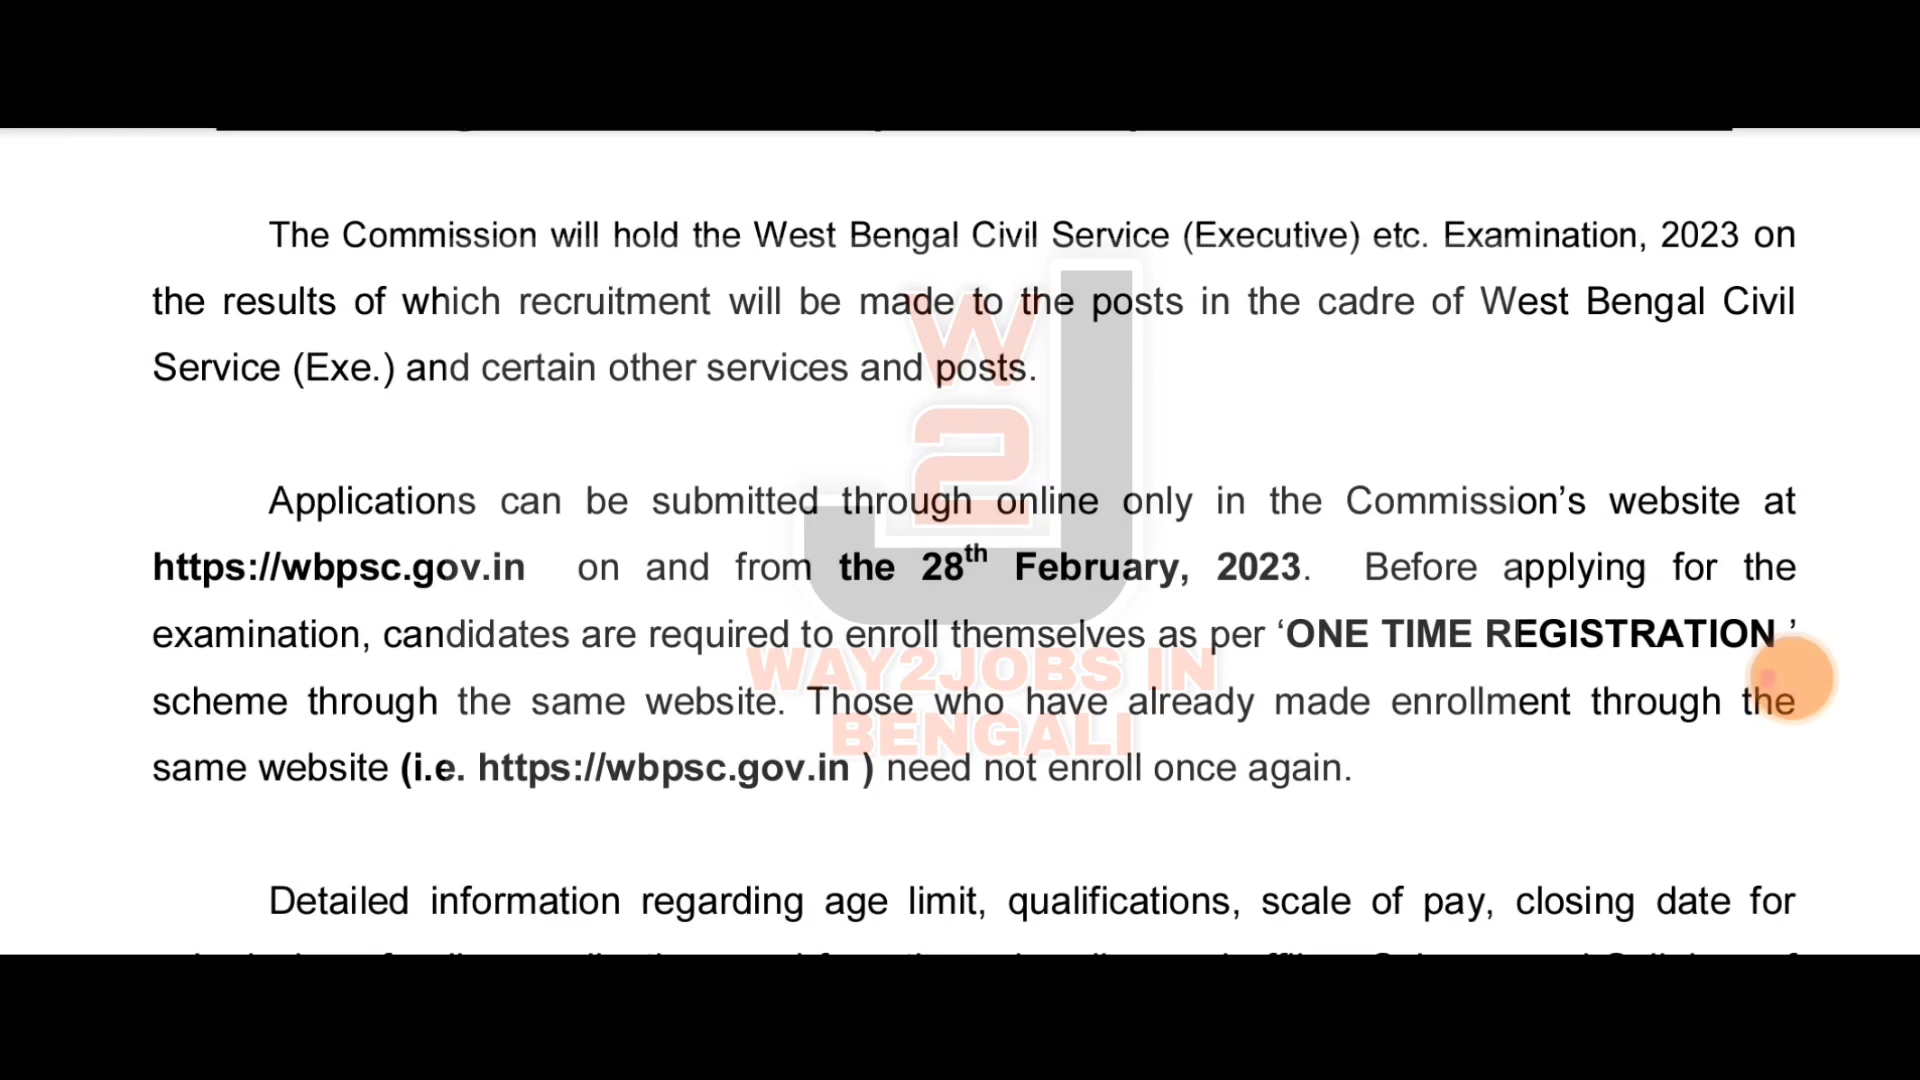 The Commission will hold the West Bengal Civil Service (Executive) etc. Examination, 2023 on
the results of which recruitment will be made to the posts in the cadre of West Bengal Civil
Service (Exe.) and certain other services and posts.
Applications can be submitted through online only in the Commission’s website at
https://wbpsc.gov.in on and from the 28th February, 2023. Before applying for the
examination, candidates are required to enroll themselves as per ‘ONE TIME REGISTRATION ’
scheme through the same website. Those who have already made enrollment through the
same website (i.e. https://wbpsc.gov.in ) need not enroll once again.
Detailed information regarding age limit, qualifications, scale of pay, closing date for
W
2
J
WAY2JOBS IN
BENGALI